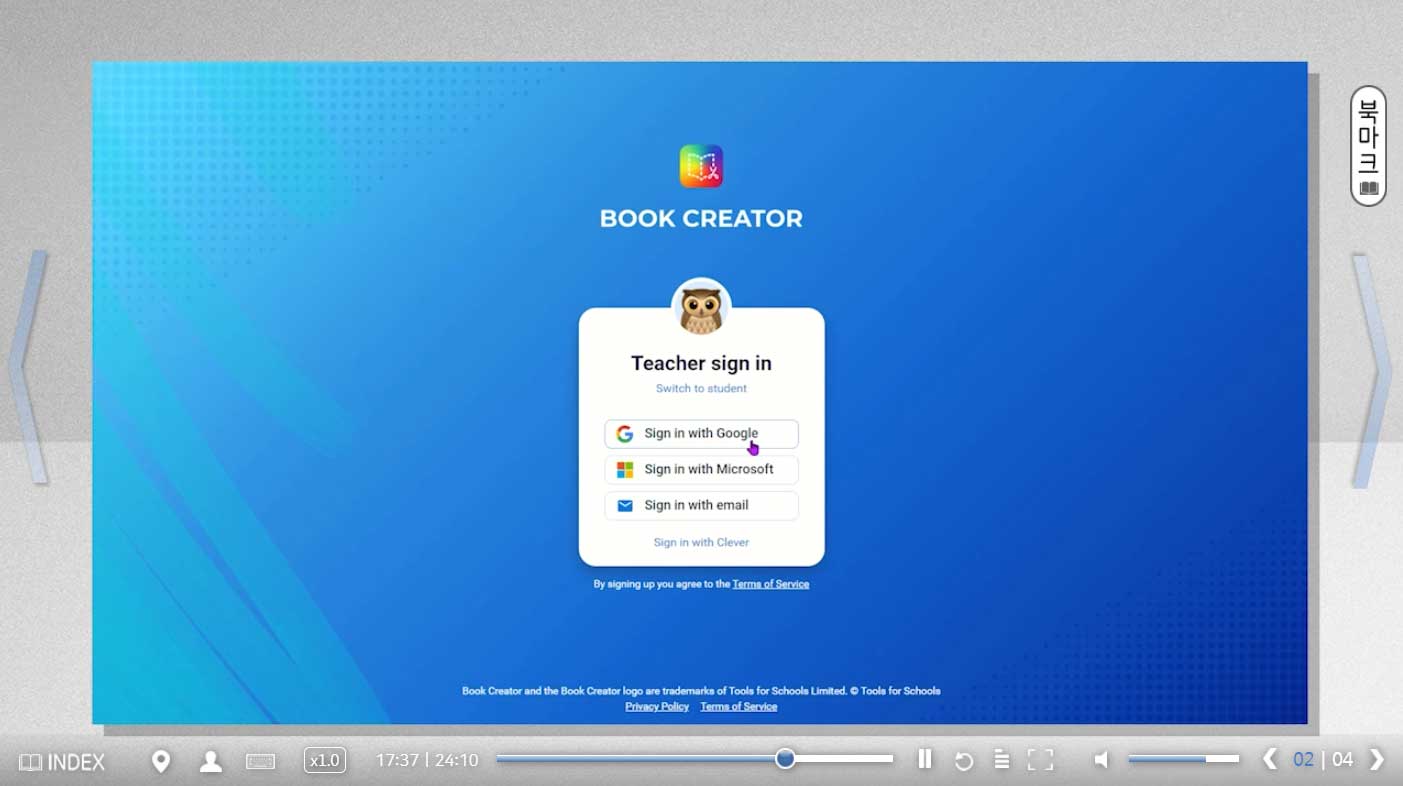 북마크
BOOK CREATOR
Teacher sign in
Switch to student
Sign in with Google
Sign in with Microsoft
Sign in with email
Sign in with Clever
By signing up you agree to the Terms of Service
Book Creator and the Book Creator logo are trademarks of Tools for Schools Limited. © Tools for Schools
Privacy Policy Terms of Service
INDEX x1.0 17:37 | 24:10 02 | 04